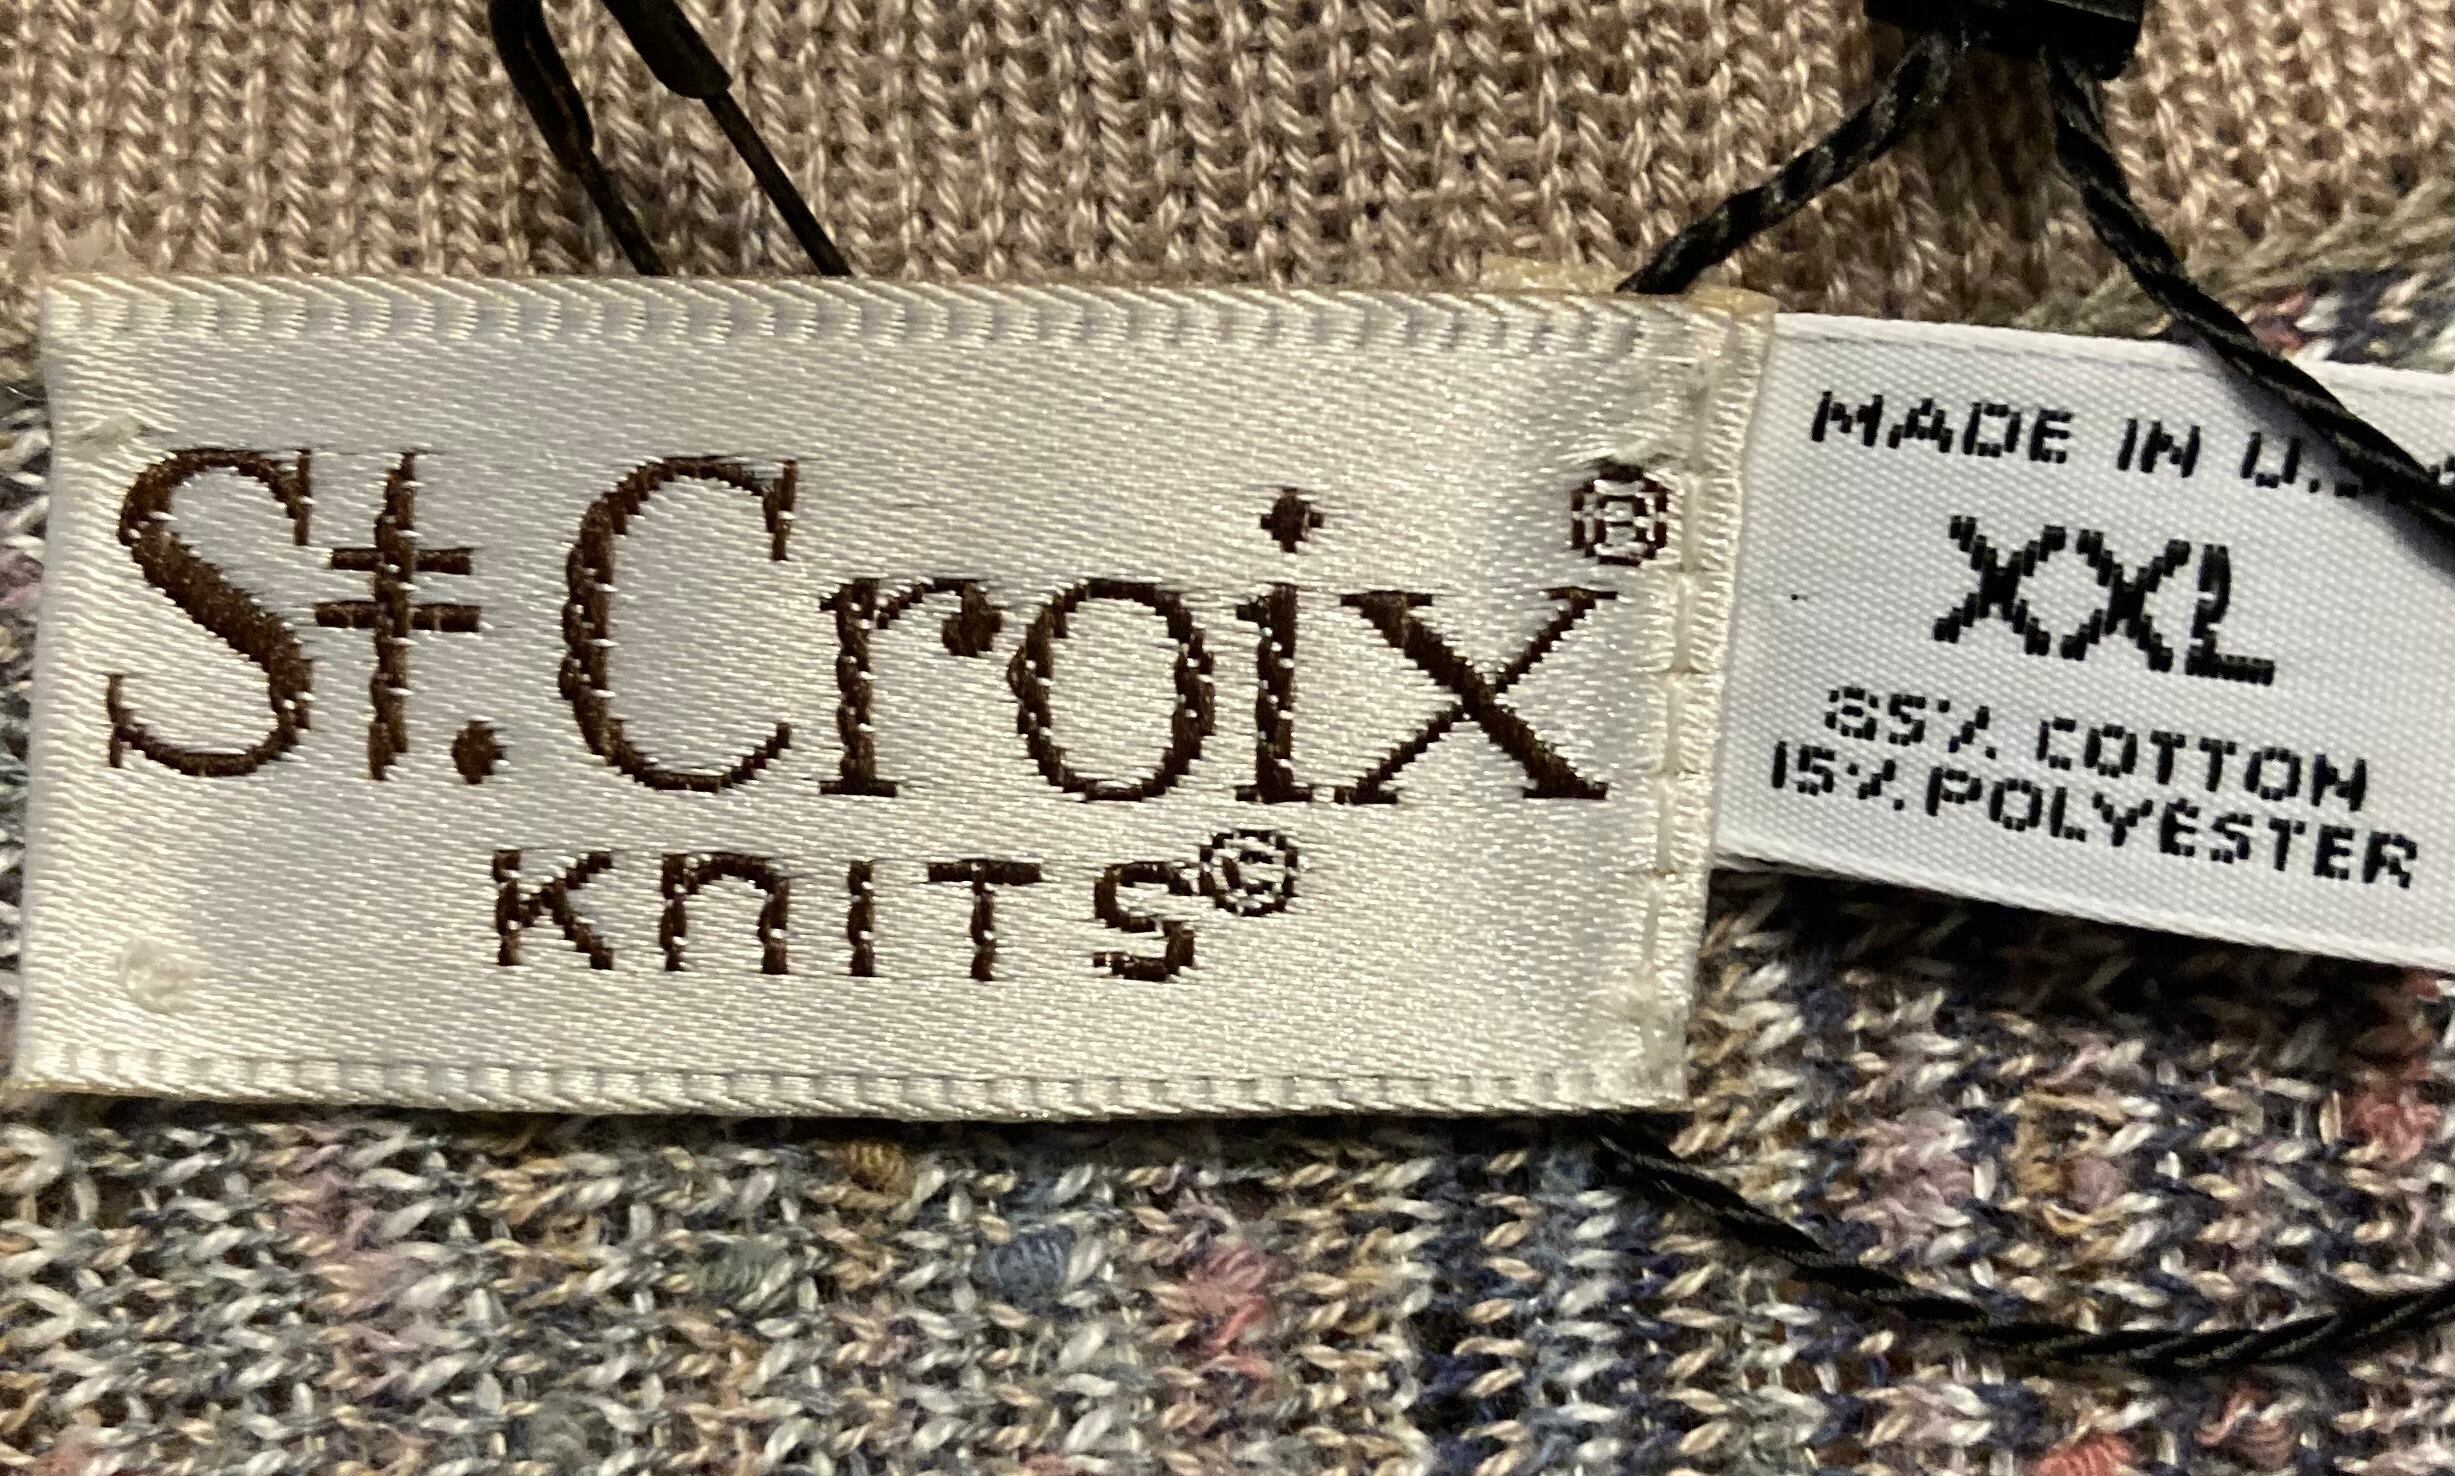 St. Croix®
KNITS©
MADE IN U.S.
XXL
85% COTTON
15% POLYESTER